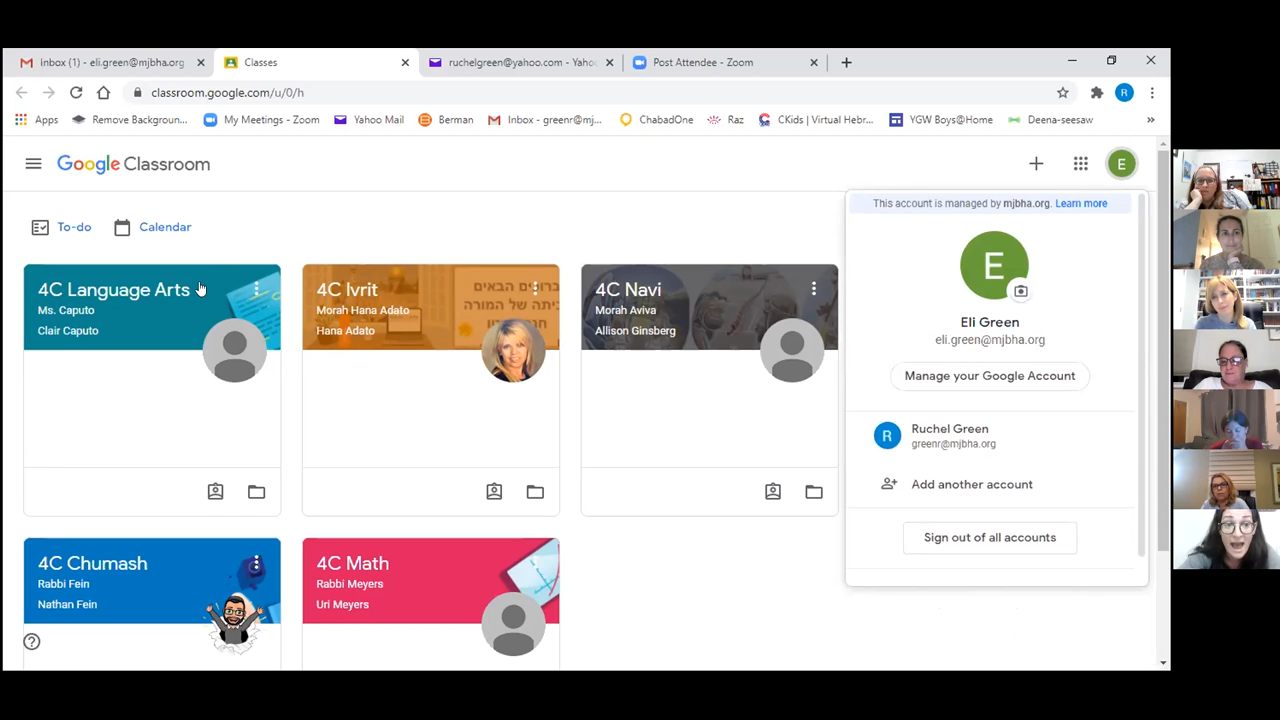 Inbox (1) - eli.green@mjbha.org
Classes
ruchelgreen@yahoo.com - Yaho
Post Attendee - Zoom
classroom.google.com/u/0/h
R
Apps
Remove Backgroun...
My Meetings - Zoom
Yahoo Mail
Berman
Inbox - greenr@mj...
ChabadOne
Raz
CKids | Virtual Hebr...
YGW Boys@Home
Deena-seesaw
»
Google Classroom
E
This account is managed by mjbha.org. Learn more
To-do
Calendar
E
Eli Green
eli.green@mjbha.org
Manage your Google Account
R
Ruchel Green
greenr@mjbha.org
Add another account
Sign out of all accounts
4C Language Arts
Ms. Caputo
Clair Caputo
4C Ivrit
Morah Hana Adato
Hana Adato
ברוכים הבאים
4C Navi
Morah Aviva
Allison Ginsberg
4C Chumash
Rabbi Fein
Nathan Fein
4C Math
Rabbi Meyers
Uri Meyers